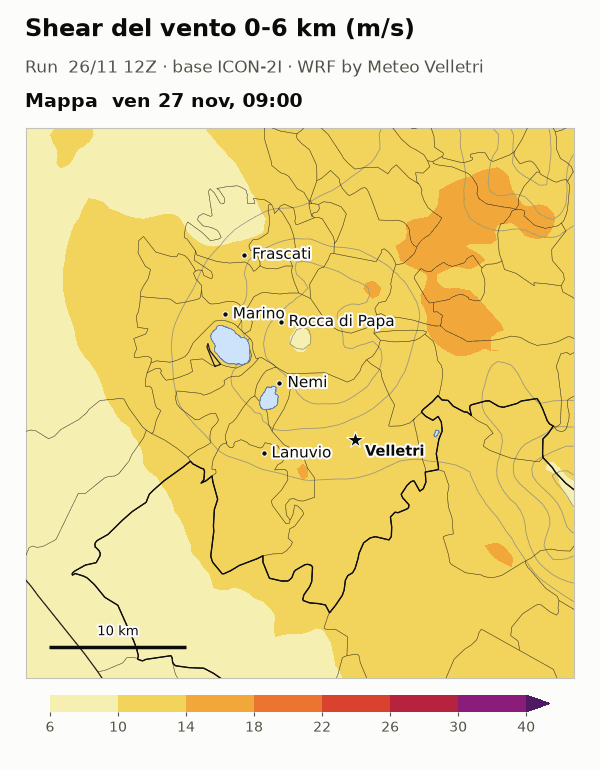 Shear del vento 0-6 km (m/s)
Run  26/11 12Z · base ICON-2I · WRF by Meteo Velletri
Mappa  ven 27 nov, 09:00
Frascati
Marino
Rocca di Papa
Nemi
Velletri
Lanuvio
10 km
6 10 14 18 22 26 30 40